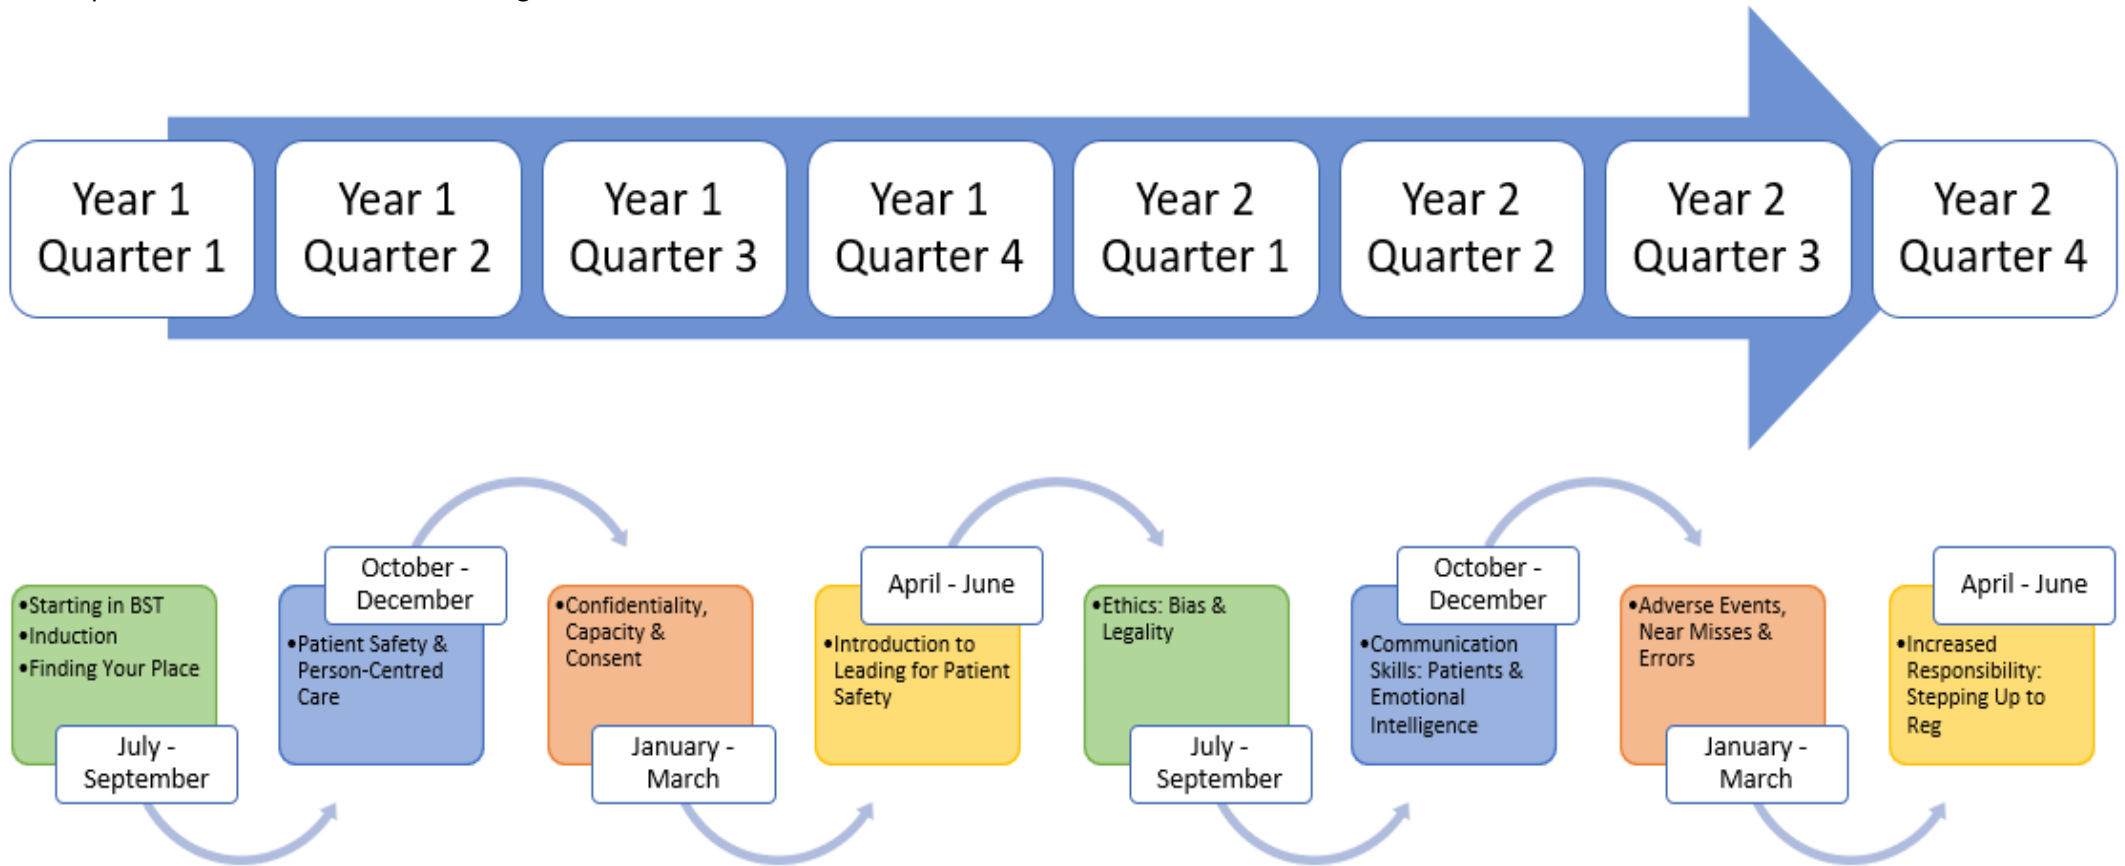 Year 1
Quarter 1
Year 1
Quarter 2
Year 1
Quarter 3
Year 1
Quarter 4
Year 2
Quarter 1
Year 2
Quarter 2
Year 2
Quarter 3
Year 2
Quarter 4
•Starting in BST
•Induction
•Finding Your Place
July -
September
October -
December
•Patient Safety &
Person-Centred
Care
•Confidentiality,
Capacity &
Consent
January -
March
April - June
•Introduction to
Leading for Patient
Safety
•Ethics: Bias &
Legality
July -
September
October -
December
•Communication
Skills: Patients &
Emotional
Intelligence
•Adverse Events,
Near Misses &
Errors
January -
March
April - June
•Increased
Responsibility:
Stepping Up to
Reg